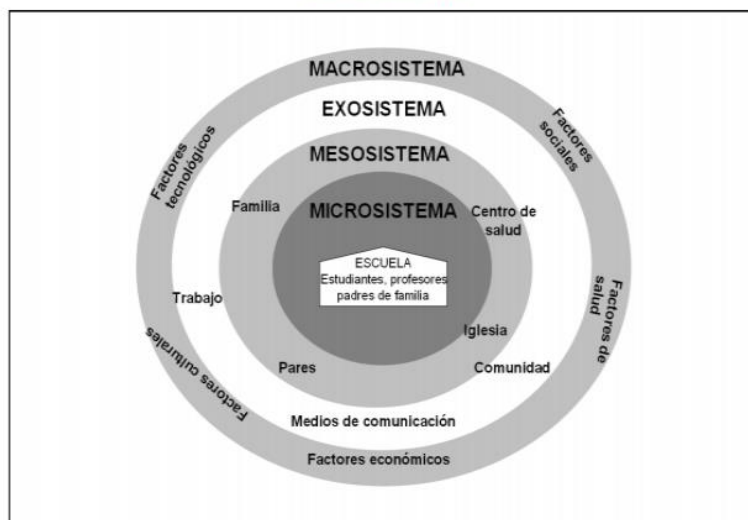 MACROSISTEMA
EXOSISTEMA
MESOSISTEMA
MICROSISTEMA
Factores
tecnológicos
Factores
sociales
Familia
Centro de
salud
ESCUELA
Estudiantes, profesores
padres de familia
Trabajo
Factores de
salud
Iglesia
Pares
Comunidad
Factores culturales
Medios de comunicación
Factores económicos